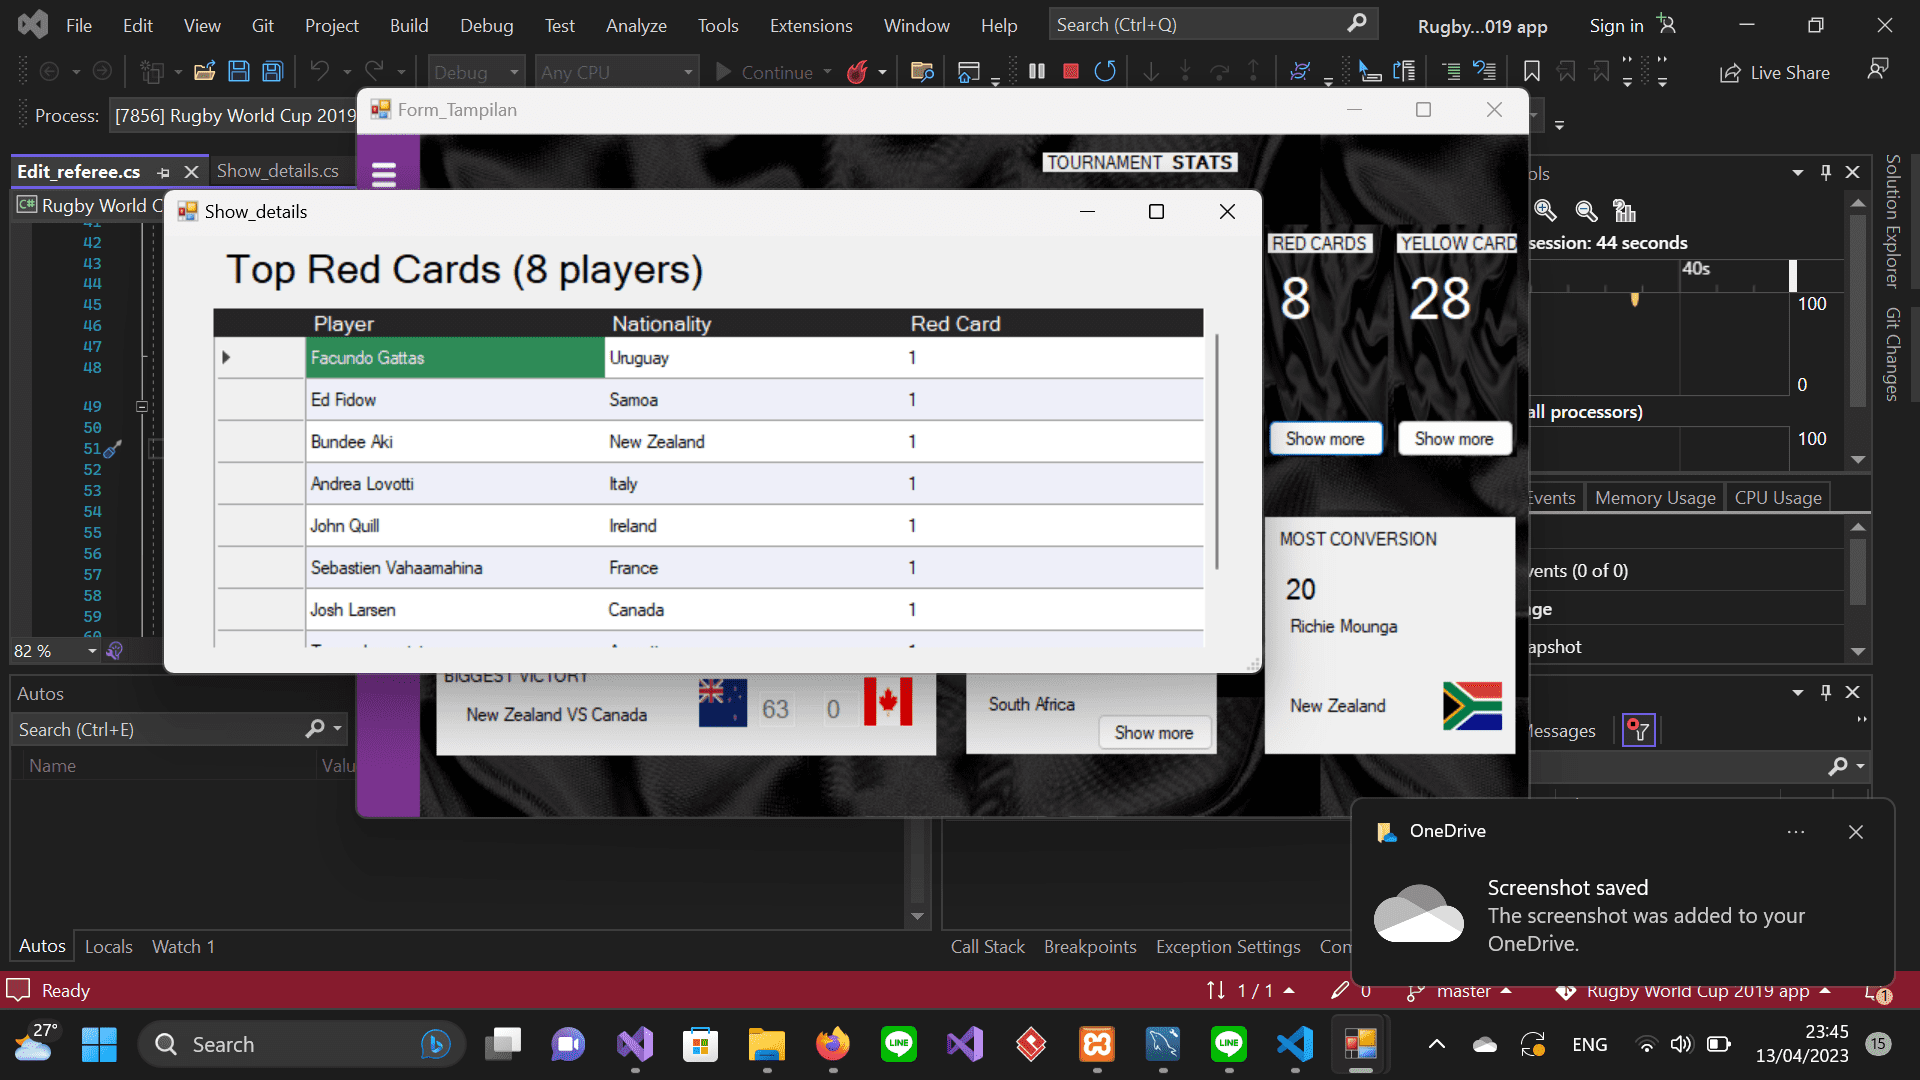 File Edit View Git Project Build Debug Test Analyze Tools Extensions Window Help Search (Ctrl+Q) Rugby...019 app Sign in
Debug Any CPU Continue Live Share
Process: [7856] Rugby World Cup 2019
Form_Tampilan
TOURNAMENT STATS
Edit_referee.cs Show_details.cs
Rugby World C
Show_details
Top Red Cards (8 players)
Player Nationality Red Card
Facundo Gattas Uruguay 1
Ed Fidow Samoa 1
Bundee Aki New Zealand 1
Andrea Lovotti Italy 1
John Quill Ireland 1
Sebastien Vahaamahina France 1
Josh Larsen Canada 1
RED CARDS YELLOW CARD
8 28
Show more Show more
MOST CONVERSION
20
Richie Mounga
New Zealand
BIGGEST VICTORY
New Zealand VS Canada 63 0
South Africa
Show more
ols
session: 44 seconds
40s
100
0
all processors)
100
Events Memory Usage CPU Usage
vents (0 of 0)
age
apshot
Messages
Solution Explorer
Git Changes
41
42
43
44
45
46
47
48
49
50
51
52
53
54
55
56
57
58
59
60
82 %
Autos
Search (Ctrl+E)
Name Valu
Autos Locals Watch 1
Call Stack Breakpoints Exception Settings Com
OneDrive
Screenshot saved
The screenshot was added to your
OneDrive.
Ready 1 / 1 0 master Rugby World Cup 2019 app 1
27°
Search
LINE
LINE
ENG
23:45
13/04/2023
15